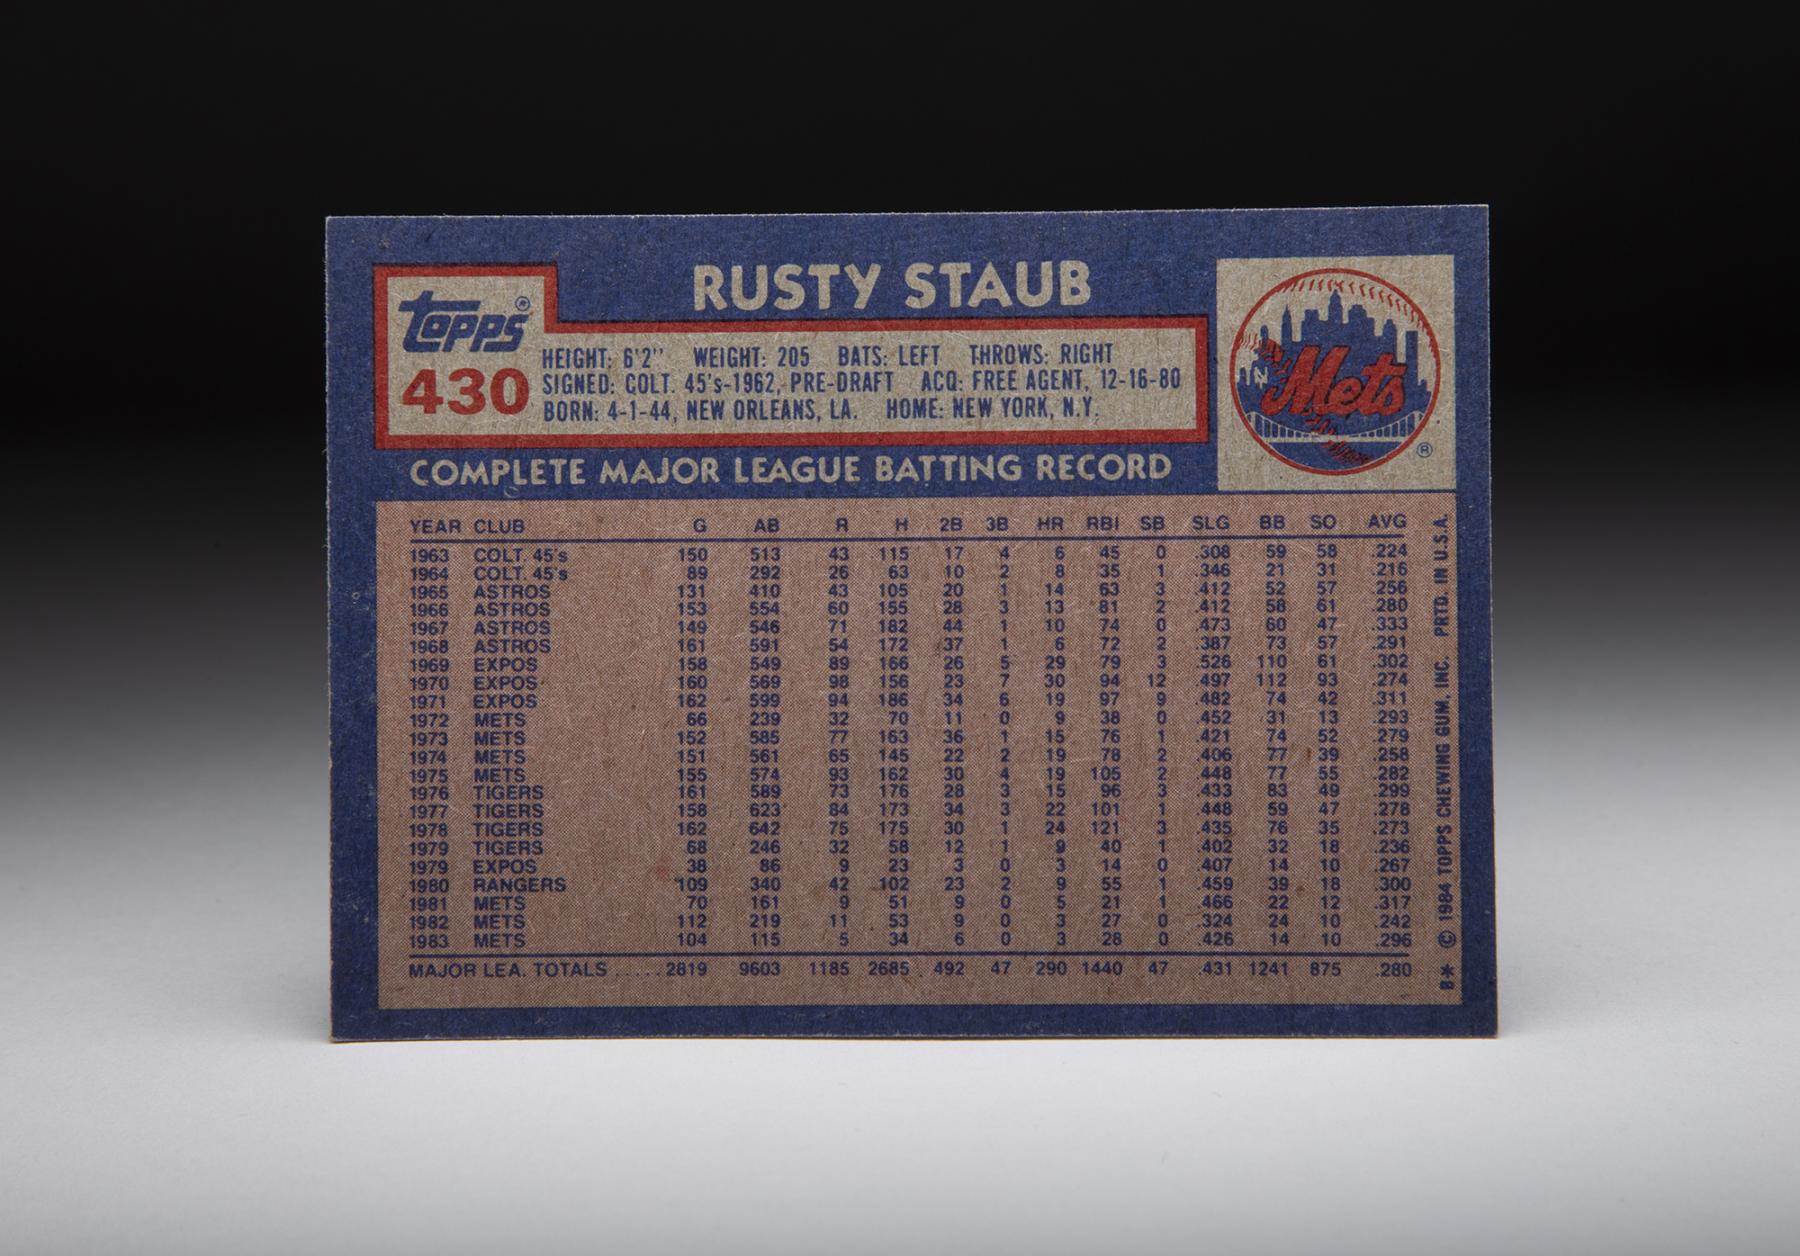 RUSTY STAUB
topps®
430
HEIGHT: 6'2" WEIGHT: 205 BATS: LEFT THROWS: RIGHT
SIGNED: COLT. 45's-1962, PRE-DRAFT ACQ: FREE AGENT, 12-16-80
BORN: 4-1-44, NEW ORLEANS, LA. HOME: NEW YORK, N.Y.
NY
Mets
®
COMPLETE MAJOR LEAGUE BATTING RECORD
YEAR CLUB G AB R H 2B 3B HR RBI SB SLG BB SO AVG
1963 COLT. 45's 150 513 43 115 17 4 6 45 0 .308 59 58 .224
1964 COLT. 45's 89 292 26 63 10 2 8 35 1 .346 21 31 .216
1965 ASTROS 131 410 43 105 20 1 14 63 3 .412 52 57 .256
1966 ASTROS 153 554 60 155 28 3 13 81 2 .412 58 61 .280
1967 ASTROS 149 546 71 182 44 1 10 74 0 .473 60 47 .333
1968 ASTROS 161 591 54 172 37 1 6 72 2 .387 73 57 .291
1969 EXPOS 158 549 89 166 26 5 29 79 3 .526 110 61 .302
1970 EXPOS 160 569 98 156 23 7 30 94 12 .497 112 93 .274
1971 EXPOS 162 599 94 186 34 6 19 97 9 .482 74 42 .311
1972 METS 66 239 32 70 11 0 9 38 0 .452 31 13 .293
1973 METS 152 585 77 163 36 1 15 76 1 .421 74 52 .279
1974 METS 151 561 65 145 22 2 19 78 2 .406 77 39 .258
1975 METS 155 574 93 162 30 4 19 105 2 .448 77 55 .282
1976 TIGERS 161 589 73 176 28 3 15 96 3 .433 83 49 .299
1977 TIGERS 158 623 84 173 34 3 22 101 1 .448 59 47 .278
1978 TIGERS 162 642 75 175 30 1 24 121 3 .435 76 35 .273
1979 TIGERS 68 246 32 58 12 1 9 40 1 .402 32 18 .236
1979 EXPOS 38 86 9 23 3 0 3 14 0 .407 14 10 .267
1980 RANGERS 109 340 42 102 23 2 9 55 1 .459 39 18 .300
1981 METS 70 161 9 51 9 0 5 21 1 .466 22 12 .317
1982 METS 112 219 11 53 9 0 3 27 0 .324 24 10 .242
1983 METS 104 115 5 34 6 0 3 28 0 .426 14 10 .296
MAJOR LEA. TOTALS ..... 2819 9603 1185 2685 492 47 290 1440 47 .431 1241 875 .280
B* © 1984 TOPPS CHEWING GUM, INC. PRTD. IN U.S.A.